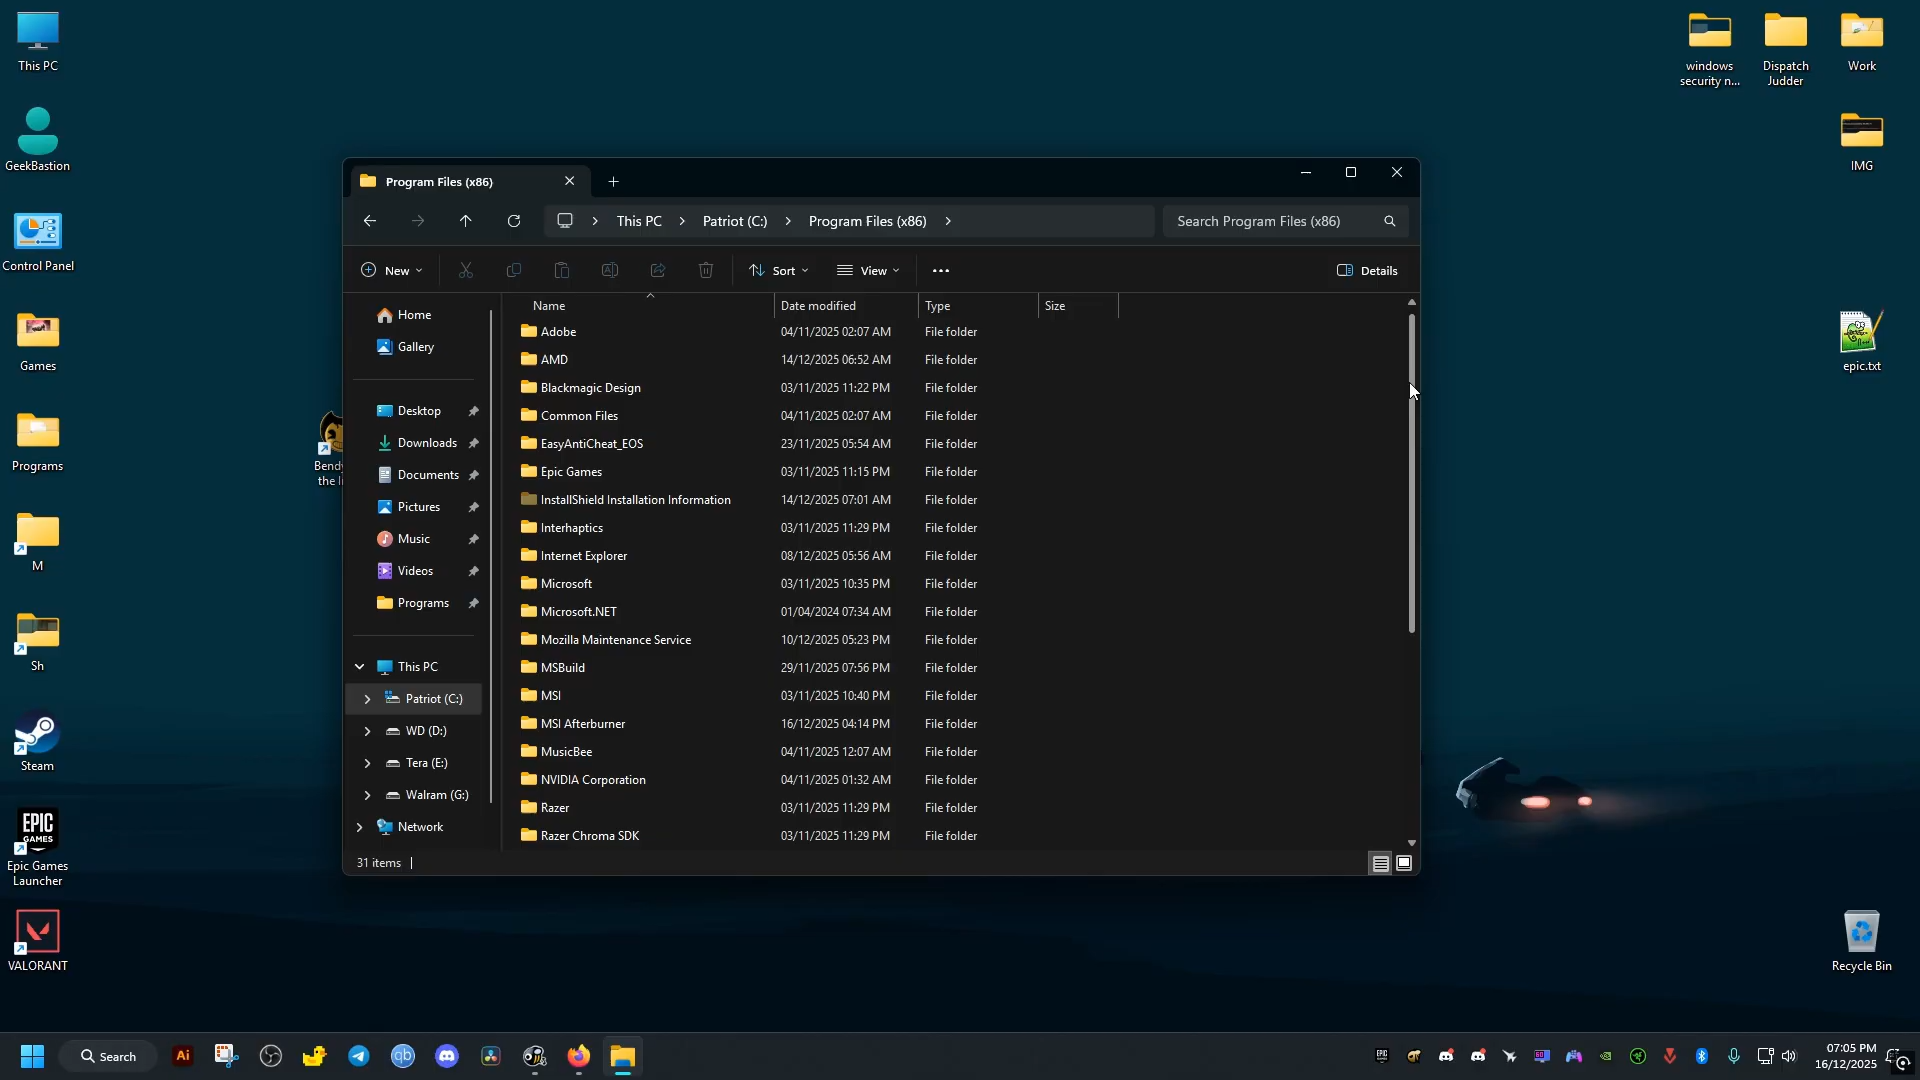 This PC
GeekBastion
Control Panel
Games
Programs
M
Sh
Steam
EPIC
GAMES
Epic Games
Launcher
VALORANT
Bendy
the
windows
security n...
Dispatch
Judder
Work
IMG
epic.txt
Recycle Bin
Program Files (x86)
This PC
Patriot (C:)
Program Files (x86)
Search Program Files (x86)
New
Sort
View
Details
Home
Gallery
Desktop
Downloads
Documents
Pictures
Music
Videos
Programs
This PC
Patriot (C:)
WD (D:)
Tera (E:)
Walram (G:)
Network
Name Date modified Type Size
Adobe 04/11/2025 02:07 AM File folder
AMD 14/12/2025 06:52 AM File folder
Blackmagic Design 03/11/2025 11:22 PM File folder
Common Files 04/11/2025 02:07 AM File folder
EasyAntiCheat_EOS 23/11/2025 05:54 AM File folder
Epic Games 03/11/2025 11:15 PM File folder
InstallShield Installation Information 14/12/2025 07:01 AM File folder
Interhaptics 03/11/2025 11:29 PM File folder
Internet Explorer 08/12/2025 05:56 AM File folder
Microsoft 03/11/2025 10:35 PM File folder
Microsoft.NET 01/04/2024 07:34 AM File folder
Mozilla Maintenance Service 10/12/2025 05:23 PM File folder
MSBuild 29/11/2025 07:56 PM File folder
MSI 03/11/2025 10:40 PM File folder
MSI Afterburner 16/12/2025 04:14 PM File folder
MusicBee 04/11/2025 12:07 AM File folder
NVIDIA Corporation 04/11/2025 01:32 AM File folder
Razer 03/11/2025 11:29 PM File folder
Razer Chroma SDK 03/11/2025 11:29 PM File folder
31 items
Search
Ai
qb
07:05 PM
16/12/2025